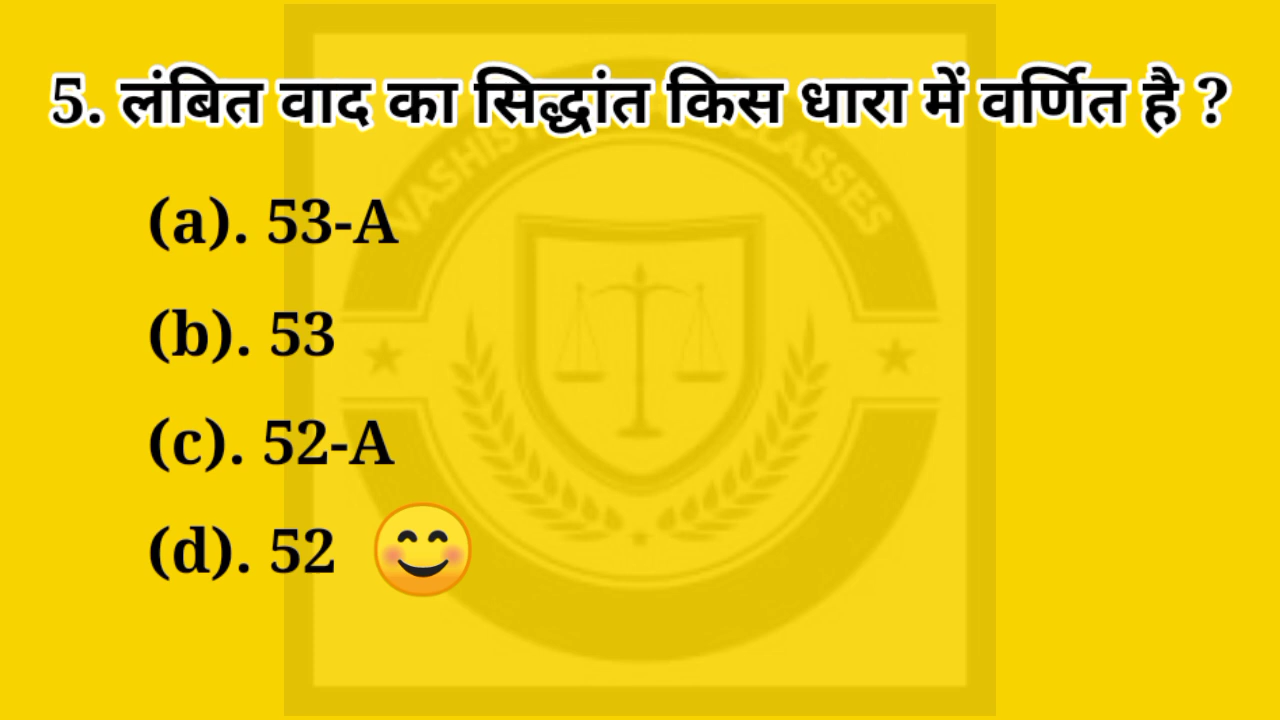 5. लंबित वाद का सिद्धांत किस धारा में वर्णित है ?
(a). 53-A
(b). 53
(c). 52-A
(d). 52